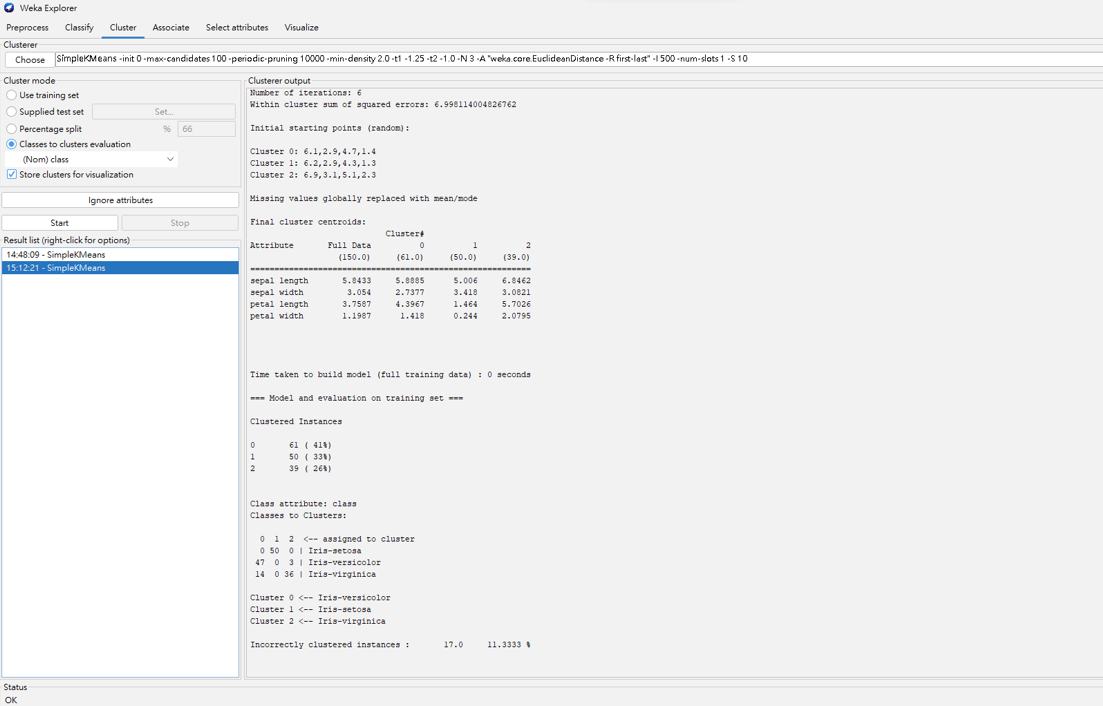 Weka Explorer
Preprocess Classify Cluster Associate Select attributes Visualize
Clusterer
Choose SimpleKMeans -init 0 -max-candidates 100 -periodic-pruning 10000 -min-density 2.0 -t1 -1.25 -t2 -1.0 -N 3 -A "weka.core.EuclideanDistance -R first-last" -I 500 -num-slots 1 -S 10
Cluster mode
Use training set
Supplied test set Set...
Percentage split % 66
Classes to clusters evaluation
(Nom) class
Store clusters for visualization
Ignore attributes
Start Stop
Result list (right-click for options)
14:48:09 - SimpleKMeans
15:12:21 - SimpleKMeans
Clusterer output
Number of iterations: 6
Within cluster sum of squared errors: 6.998114004826762
Initial starting points (random):
Cluster 0: 6.1,2.9,4.7,1.4
Cluster 1: 6.2,2.9,4.3,1.3
Cluster 2: 6.9,3.1,5.1,2.3
Missing values globally replaced with mean/mode
Final cluster centroids:
Cluster#
Attribute Full Data 0 1 2
(150.0) (61.0) (50.0) (39.0)
==========================================================
sepal length 5.8433 5.8885 5.006 6.8462
sepal width 3.054 2.7377 3.418 3.0821
petal length 3.7587 4.3967 1.464 5.7026
petal width 1.1987 1.418 0.244 2.0795
Time taken to build model (full training data) : 0 seconds
=== Model and evaluation on training set ===
Clustered Instances
0 61 ( 41%)
1 50 ( 33%)
2 39 ( 26%)
Class attribute: class
Classes to Clusters:
0 1 2 <-- assigned to cluster
0 50 0 | Iris-setosa
47 0 3 | Iris-versicolor
14 0 36 | Iris-virginica
Cluster 0 <-- Iris-versicolor
Cluster 1 <-- Iris-setosa
Cluster 2 <-- Iris-virginica
Incorrectly clustered instances : 17.0 11.3333 %
Status
OK